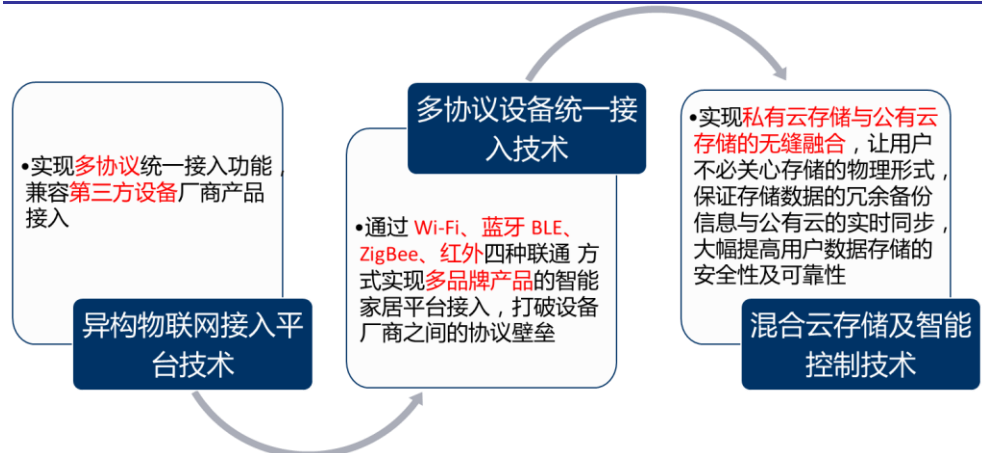 •实现多协议统一接入功能，
兼容第三方设备厂商产品
接入
异构物联网接入平
台技术
多协议设备统一接
入技术
•通过 Wi-Fi、蓝牙 BLE、
ZigBee、红外四种联通 方
式实现多品牌产品的智能
家居平台接入，打破设备
厂商之间的协议壁垒
•实现私有云存储与公有云
存储的无缝融合，让用户
不必关心存储的物理形式，
保证存储数据的冗余备份
信息与公有云的实时同步，
大幅提高用户数据存储的
安全性及可靠性
混合云存储及智能
控制技术